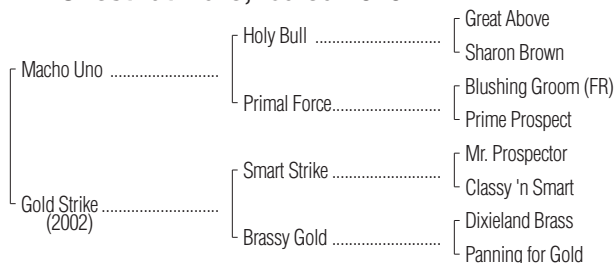 Great Above
Holy Bull ..............................
Sharon Brown
Macho Uno ..............................
Blushing Groom (FR)
Primal Force..............................
Prime Prospect
Mr. Prospector
Smart Strike ..............................
Classy 'n Smart
Gold Strike ..............................
(2002)
Dixieland Brass
Brassy Gold ..............................
Panning for Gold